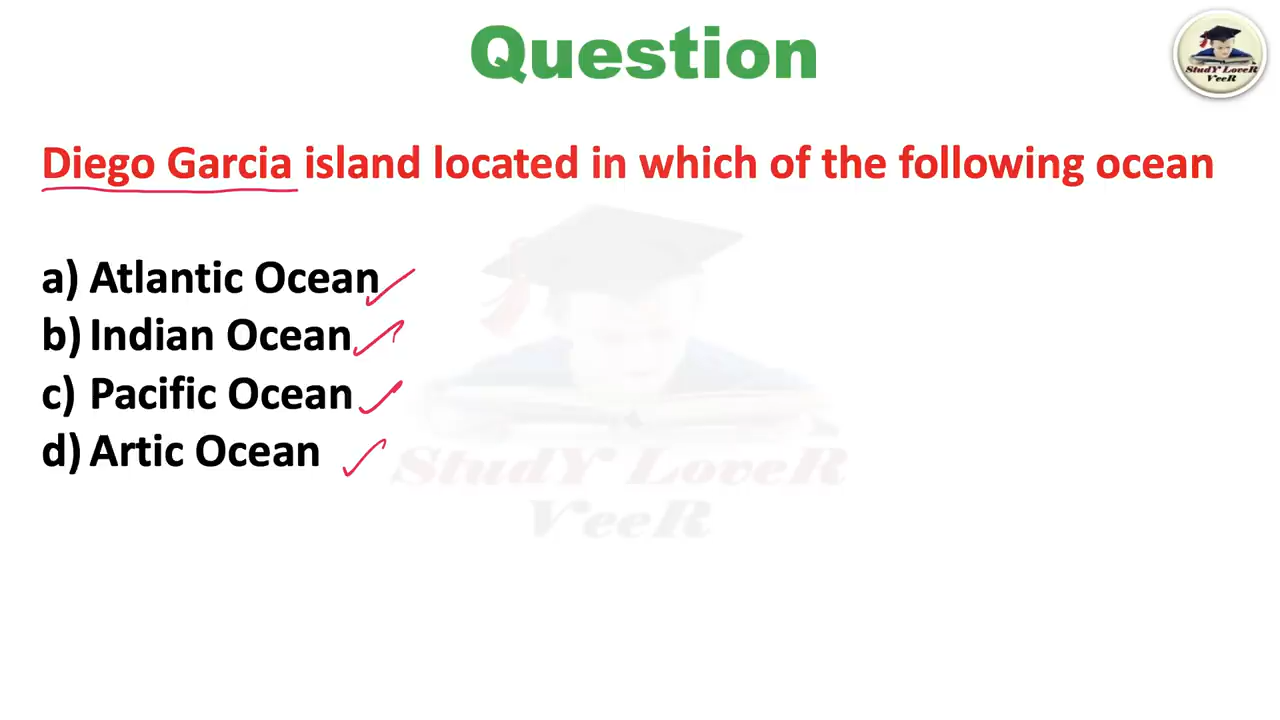 Question
StudY LoveR
VeeR
Diego Garcia island located in which of the following ocean
a) Atlantic Ocean
b) Indian Ocean
c) Pacific Ocean
d) Artic Ocean
StudY LoveR
VeeR